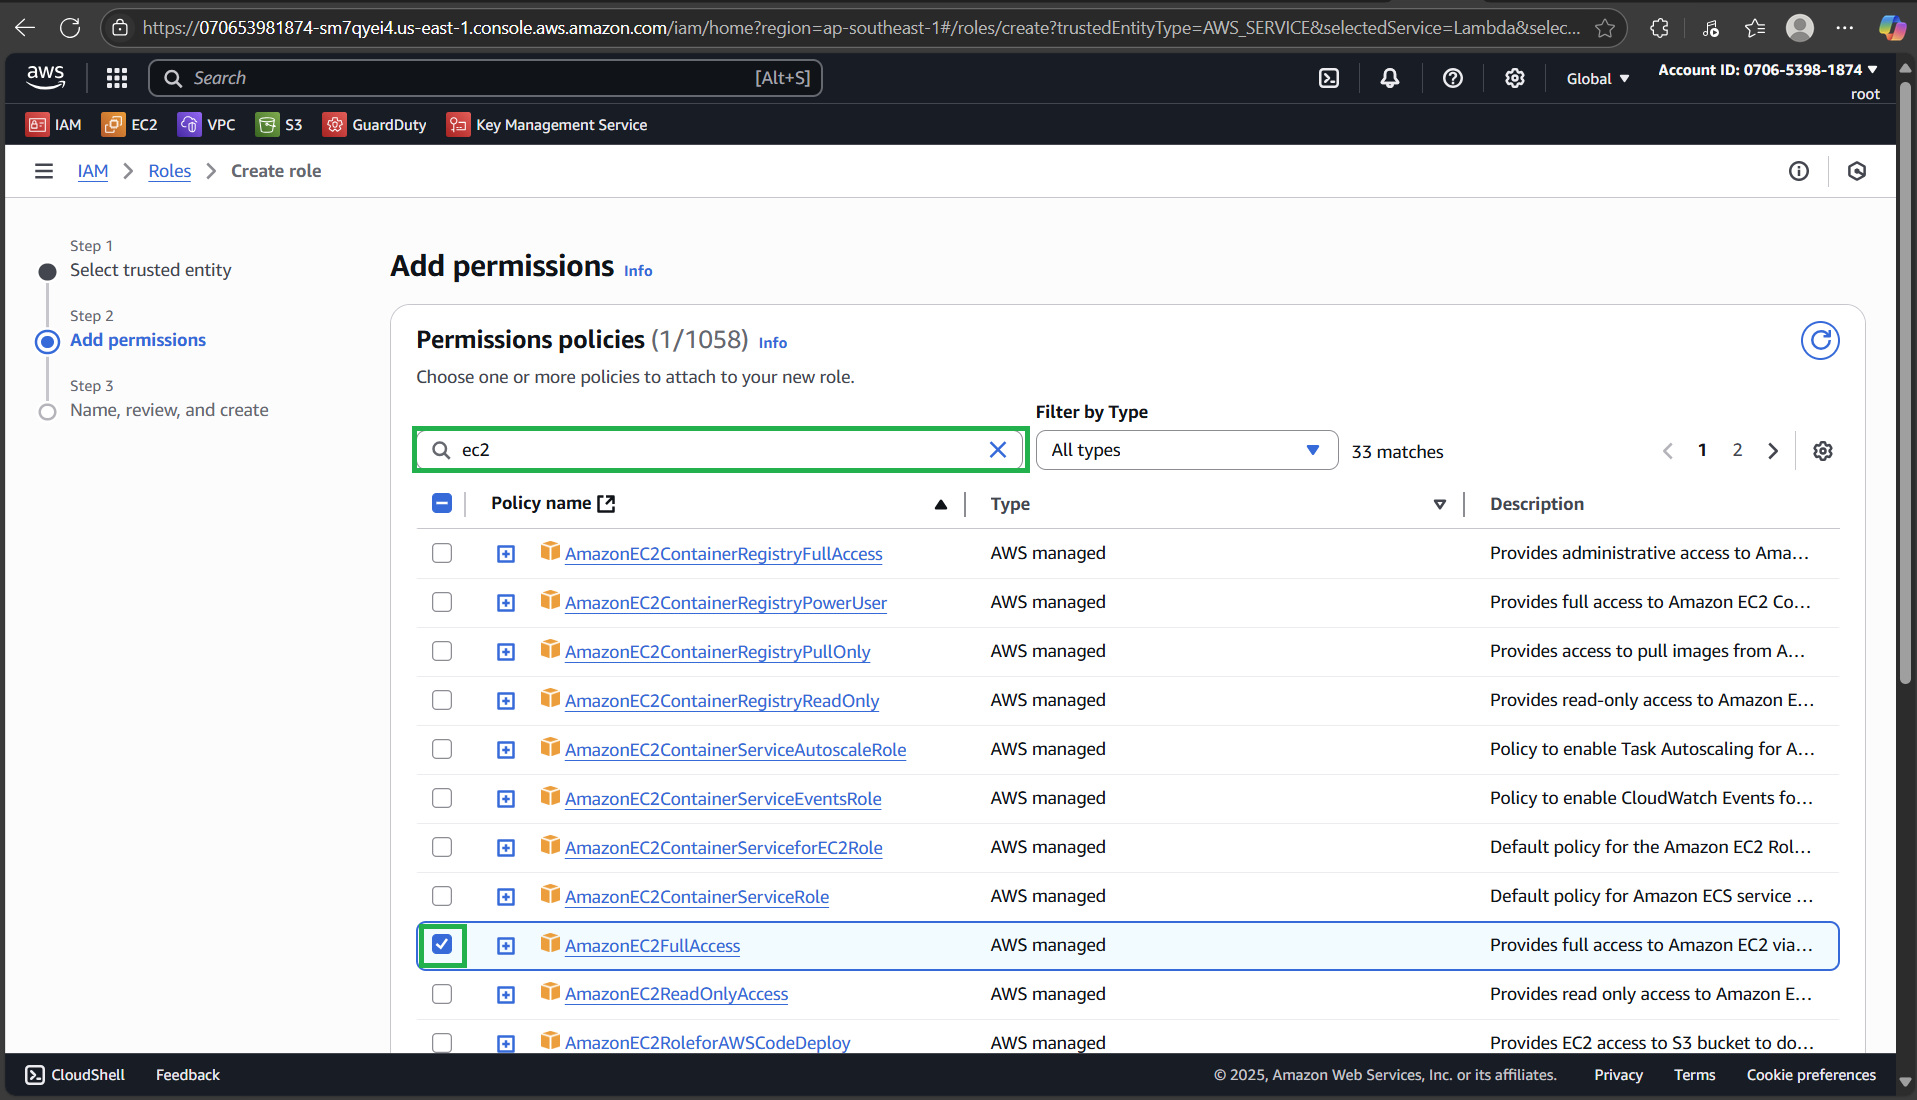 https://070653981874-sm7qyei4.us-east-1.console.aws.amazon.com/iam/home?region=ap-southeast-1#/roles/create?trustedEntityType=AWS_SERVICE&selectedService=Lambda&selec...
aws
Search [Alt+S]
Global
Account ID: 0706-5398-1874
root
IAM EC2 VPC S3 GuardDuty Key Management Service
IAM Roles Create role
Step 1
Select trusted entity
Step 2
Add permissions
Step 3
Name, review, and create
Add permissions Info
Permissions policies (1/1058) Info
Choose one or more policies to attach to your new role.
Filter by Type
ec2 All types 33 matches 1 2
Policy name Type Description
AmazonEC2ContainerRegistryFullAccess AWS managed Provides administrative access to Ama...
AmazonEC2ContainerRegistryPowerUser AWS managed Provides full access to Amazon EC2 Co...
AmazonEC2ContainerRegistryPullOnly AWS managed Provides access to pull images from A...
AmazonEC2ContainerRegistryReadOnly AWS managed Provides read-only access to Amazon E...
AmazonEC2ContainerServiceAutoscaleRole AWS managed Policy to enable Task Autoscaling for A...
AmazonEC2ContainerServiceEventsRole AWS managed Policy to enable CloudWatch Events fo...
AmazonEC2ContainerServiceforEC2Role AWS managed Default policy for the Amazon EC2 Rol...
AmazonEC2ContainerServiceRole AWS managed Default policy for Amazon ECS service ...
AmazonEC2FullAccess AWS managed Provides full access to Amazon EC2 via...
AmazonEC2ReadOnlyAccess AWS managed Provides read only access to Amazon E...
AmazonEC2RoleforAWSCodeDeploy AWS managed Provides EC2 access to S3 bucket to do...
CloudShell Feedback © 2025, Amazon Web Services, Inc. or its affiliates. Privacy Terms Cookie preferences